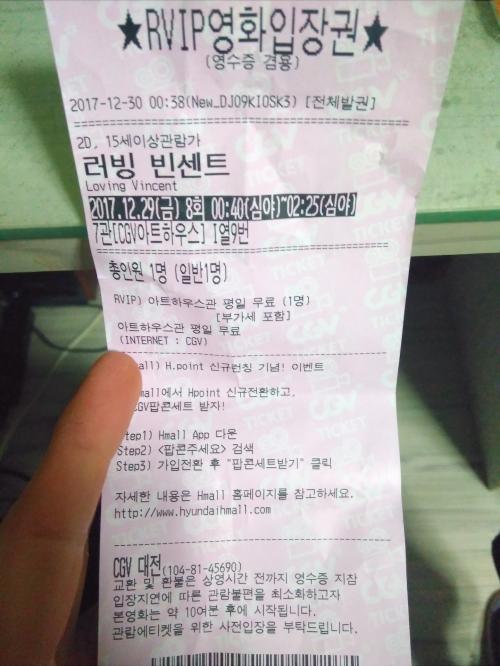 ★RVIP영화입장권★
(영수증 겸용)
2017-12-30 00:38(New_DJ09KIOSK3) [전체발권]
2D, 15세이상관람가
러빙 빈센트
Loving Vincent
2017.12.29(금) 8회 00:40(심야)~02:25(심야)
7관[CGV아트하우스] I열9번
총인원 1명 (일반1명)
RVIP) 아트하우스관 평일 무료 (1명)
[부가세 포함]
아트하우스관 평일 무료
(INTERNET : CGV)
H.point 신규런칭 기념! 이벤트
Hpoint 신규전환하고,
CGV팝콘세트 받자!
Step1) Hmall App 다운
Step2) <팝콘주세요> 검색
Step3) 가입전환 후 "팝콘세트받기" 클릭
자세한 내용은 Hmall 홈페이지를 참고하세요.
http://www.hyundaihmall.com
CGV 대전(104-81-45690)
교환 및 환불은 상영시간 전까지 영수증 지참
입장지연에 따른 관람불편을 최소화하고자
본영화는 약 10여분 후에 시작됩니다.
관람에티켓을 위한 사전입장을 부탁드립니다.